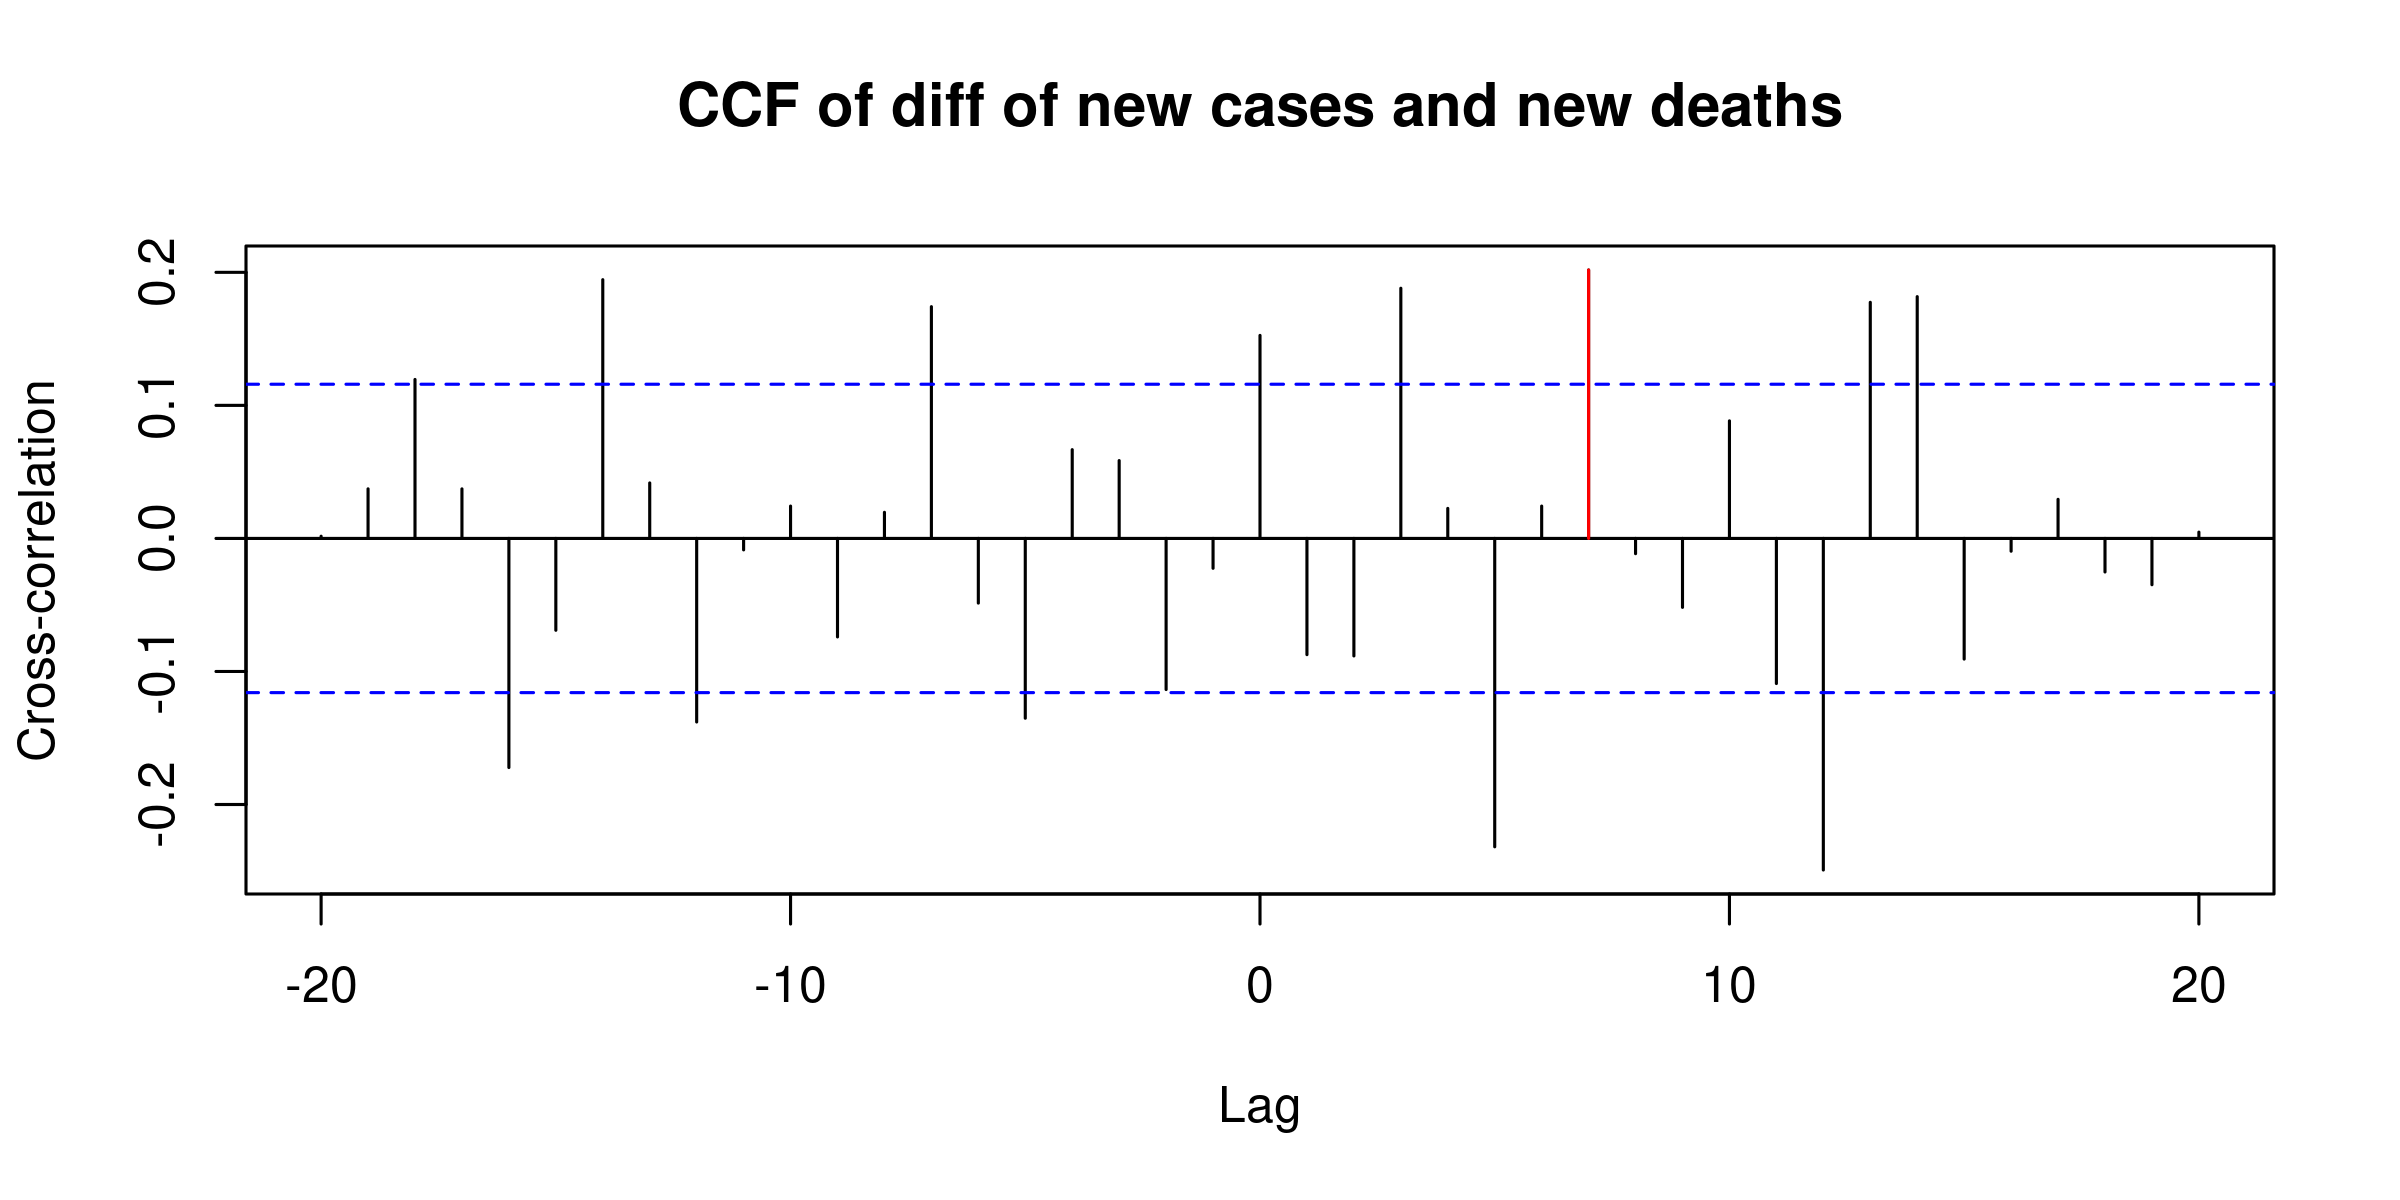 CCF of diff of new cases and new deaths
Cross-correlation
0.2
0.1
0.0
-0.1
-0.2
-20 -10 0 10 20
Lag